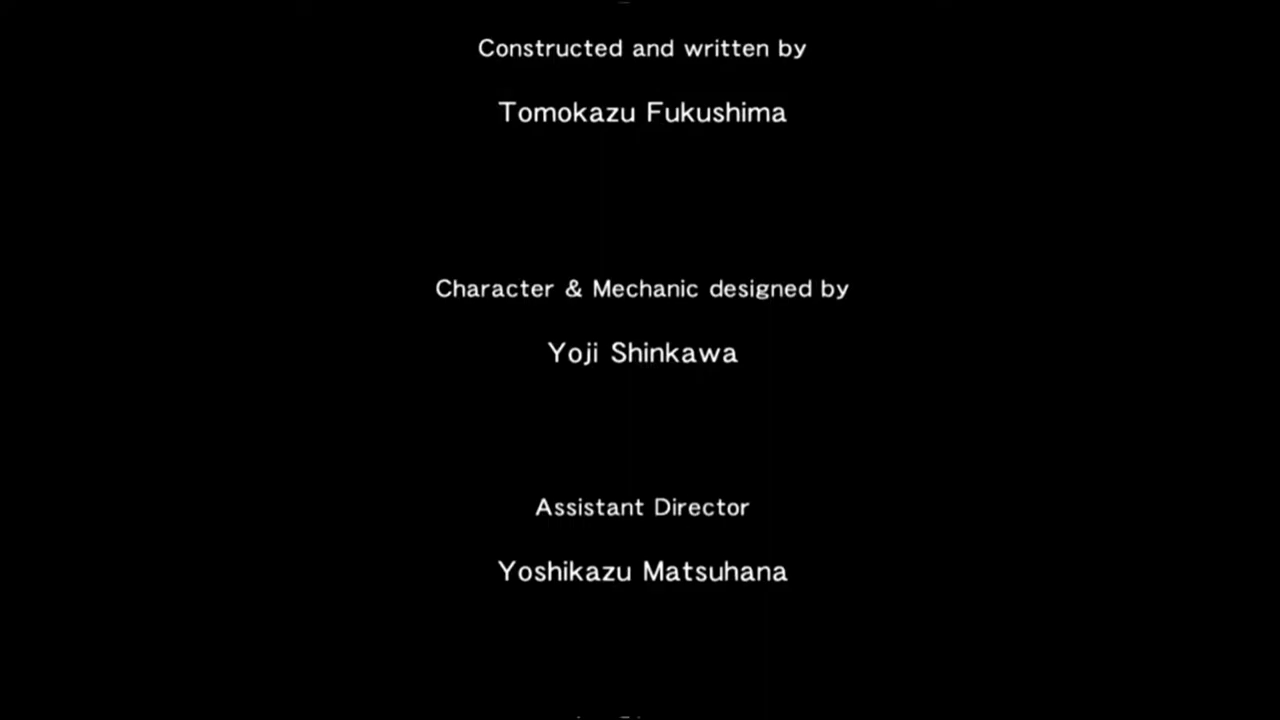 Constructed and written by
Tomokazu Fukushima
Character & Mechanic designed by
Yoji Shinkawa
Assistant Director
Yoshikazu Matsuhana